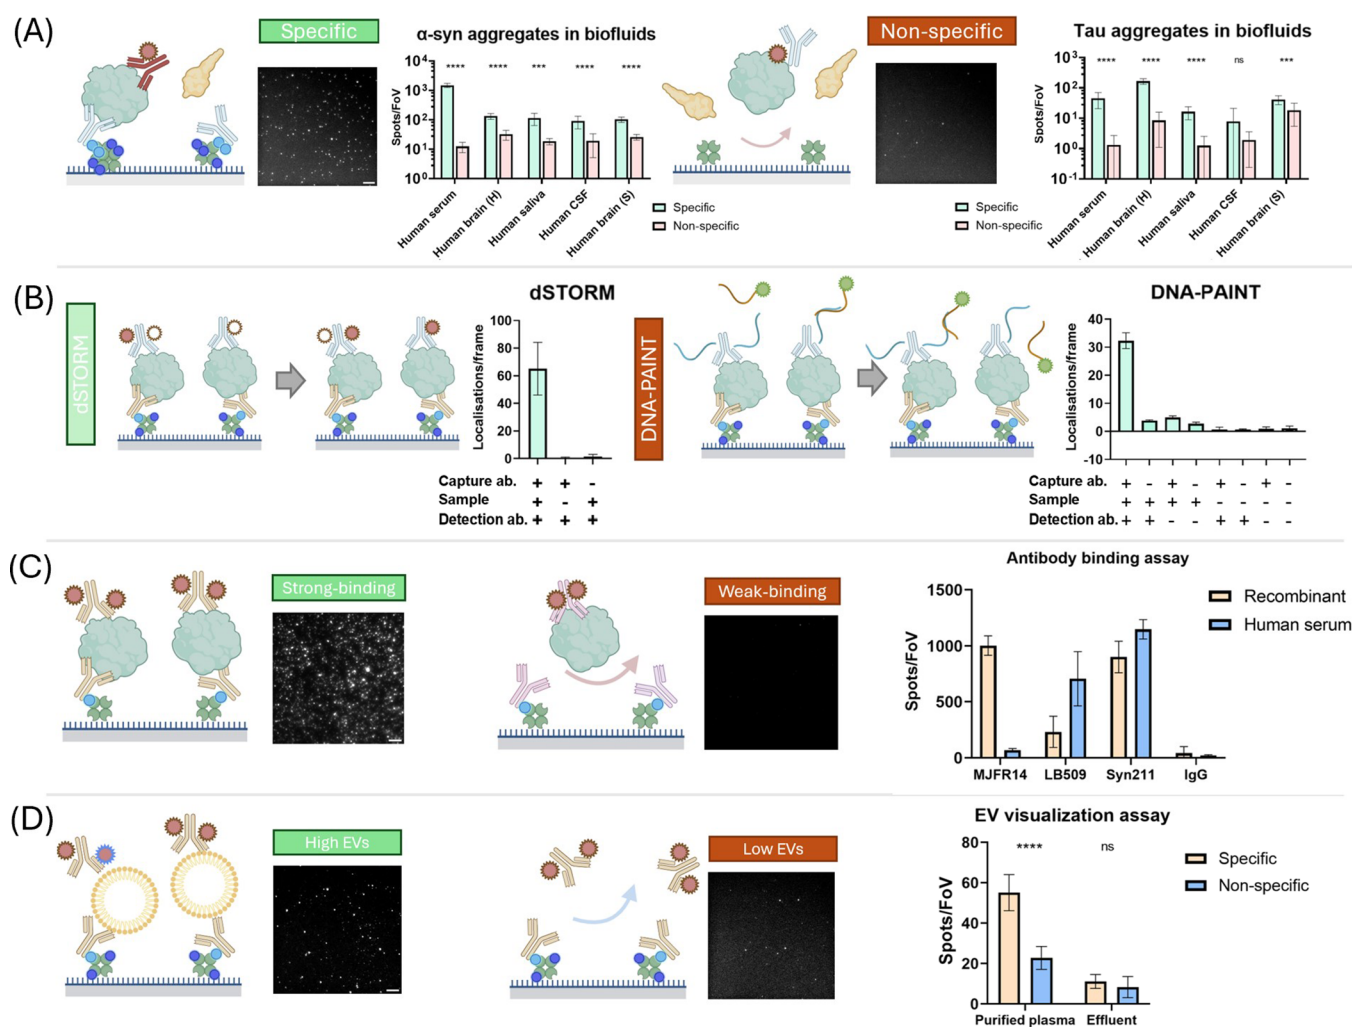 (A)
Specific
α-syn aggregates in biofluids
Spots/FoV
10⁴
10³
10²
10¹
10⁰
**** **** *** **** ****
Human serum
Human brain (H)
Human saliva
Human CSF
Human brain (S)
Specific
Non-specific
Non-specific
Tau aggregates in biofluids
Spots/FoV
10³
10²
10¹
10⁰
10⁻¹
**** **** **** ns ***
Human serum
Human brain (H)
Human saliva
Human CSF
Human brain (S)
Specific
Non-specific
(B)
dSTORM
dSTORM
Localisations/frame
100
80
60
40
20
0
Capture ab. + + -
Sample + - +
Detection ab. + + +
DNA-PAINT
DNA-PAINT
Localisations/frame
40
30
20
10
0
-10
Capture ab. + - + - + - + -
Sample + + + + - - - -
Detection ab. + + - - + + - -
(C)
Strong-binding
Weak-binding
Antibody binding assay
Spots/FoV
1500
1000
500
0
MJFR14 LB509 Syn211 IgG
Recombinant
Human serum
(D)
High EVs
Low EVs
EV visualization assay
Spots/FoV
80
60
40
20
0
**** ns
Purified plasma Effluent
Specific
Non-specific